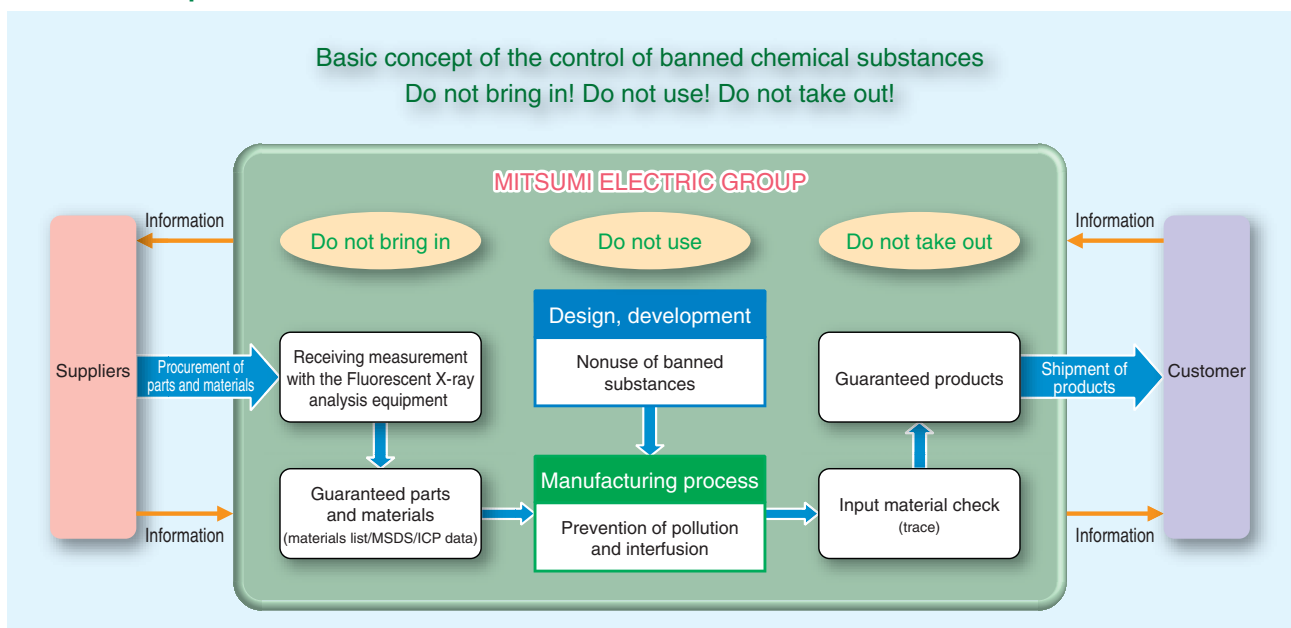 Basic concept of the control of banned chemical substances
Do not bring in! Do not use! Do not take out!
MITSUMI ELECTRIC GROUP
Information
Information
Do not bring in
Do not use
Do not take out
Design, development
Nonuse of banned
substances
Suppliers
Procurement of
parts and materials
Receiving measurement
with the Fluorescent X-ray
analysis equipment
Guaranteed products
Shipment of
products
Customer
Guaranteed parts
and materials
(materials list/MSDS/ICP data)
Manufacturing process
Prevention of pollution
and interfusion
Input material check
(trace)
Information
Information